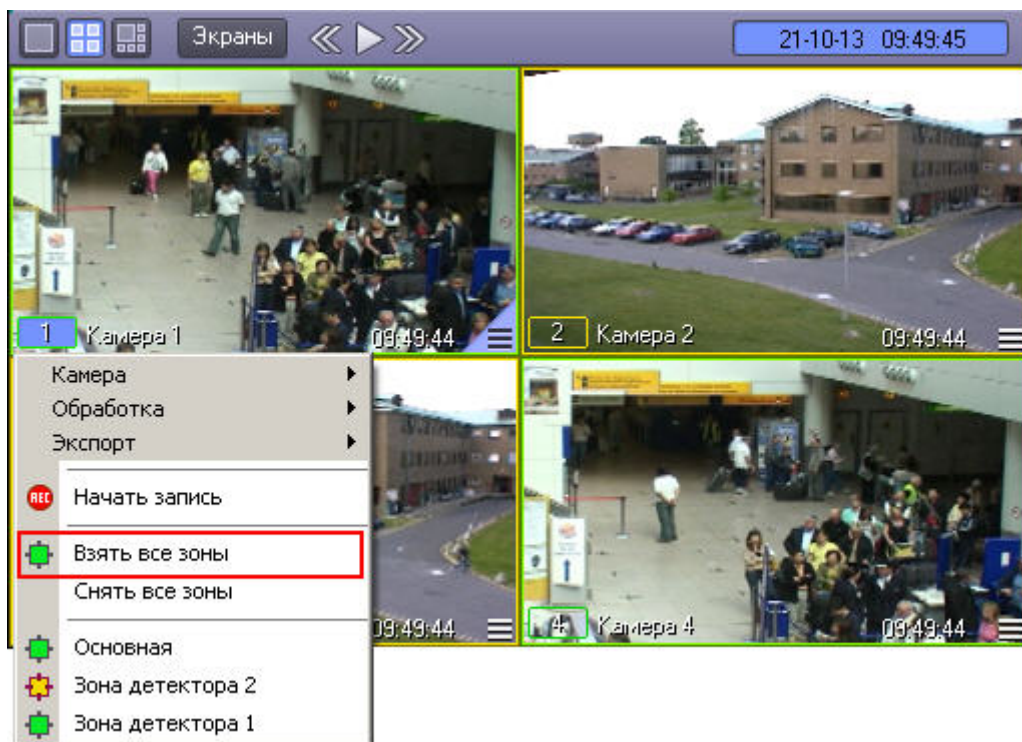 Экраны
21-10-13 09:49:45
1 Камера 1 09:49:44
2 Камера 2 09:49:44
Камера
Обработка
Экспорт
REC Начать запись
Взять все зоны
Снять все зоны
09:49:44
4 Камера 4 09:49:44
Основная
Зона детектора 2
Зона детектора 1